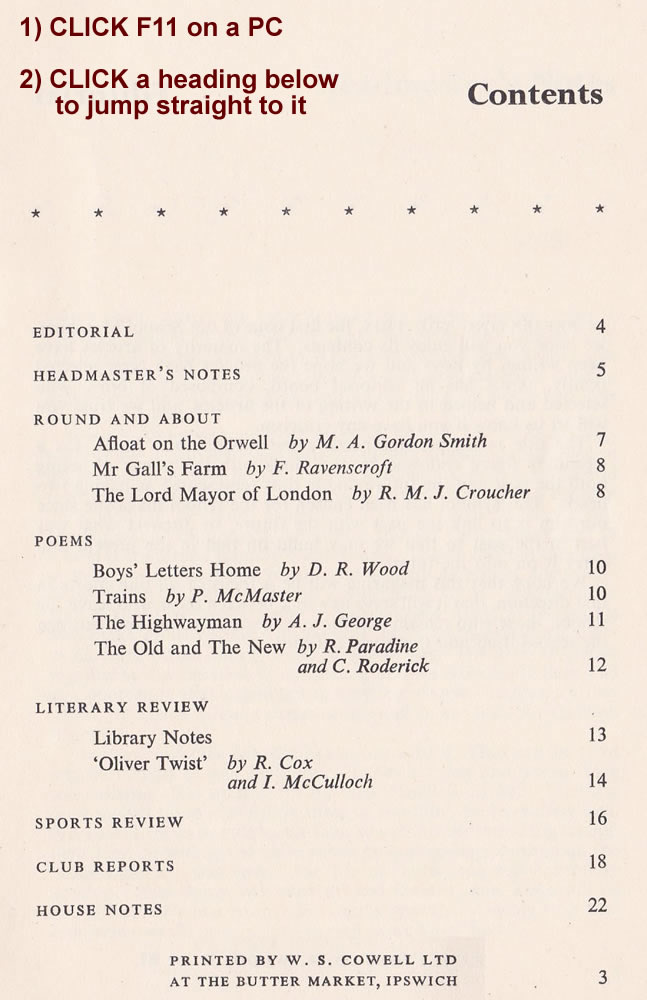 1) CLICK F11 on a PC
2) CLICK a heading below
to jump straight to it
Contents
* * * * * * * * * *
EDITORIAL 4
HEADMASTER'S NOTES 5
ROUND AND ABOUT
Afloat on the Orwell by M. A. Gordon Smith 7
Mr Gall's Farm by F. Ravenscroft 8
The Lord Mayor of London by R. M. J. Croucher 8
POEMS
Boys' Letters Home by D. R. Wood 10
Trains by P. McMaster 10
The Highwayman by A. J. George 11
The Old and The New by R. Paradine
and C. Roderick 12
LITERARY REVIEW
Library Notes 13
'Oliver Twist' by R. Cox
and I. McCulloch 14
SPORTS REVIEW 16
CLUB REPORTS 18
HOUSE NOTES 22
PRINTED BY W. S. COWELL LTD
AT THE BUTTER MARKET, IPSWICH 3